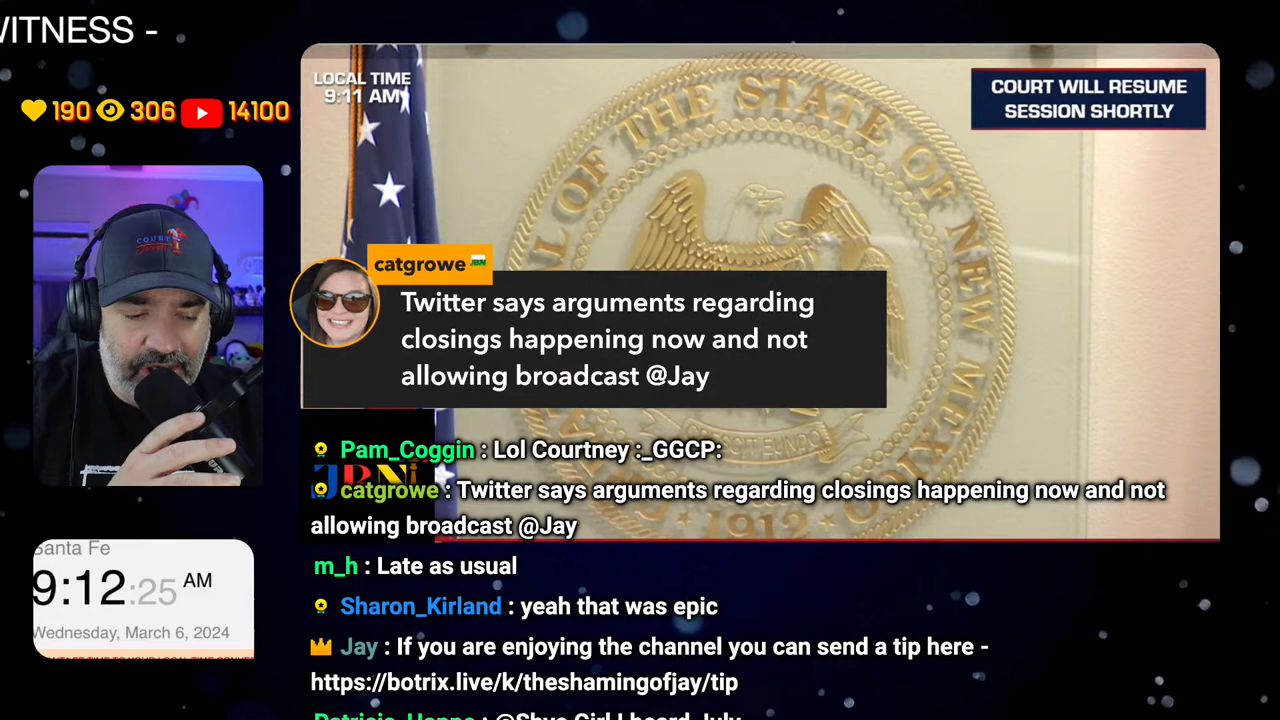 WITNESS -
190 306 14100
LOCAL TIME
9:11 AM
COURT WILL RESUME
SESSION SHORTLY
OF THE STATE OF NEW MEXICO
1912
COURT
catgrowe JBN
Twitter says arguments regarding
closings happening now and not
allowing broadcast @Jay
Pam_Coggin : Lol Courtney :_GGCP:
JBN
catgrowe : Twitter says arguments regarding closings happening now and not
allowing broadcast @Jay
m_h : Late as usual
Sharon_Kirland : yeah that was epic
Jay : If you are enjoying the channel you can send a tip here -
https://botrix.live/k/theshamingofjay/tip
Santa Fe
9:12:25 AM
Wednesday, March 6, 2024